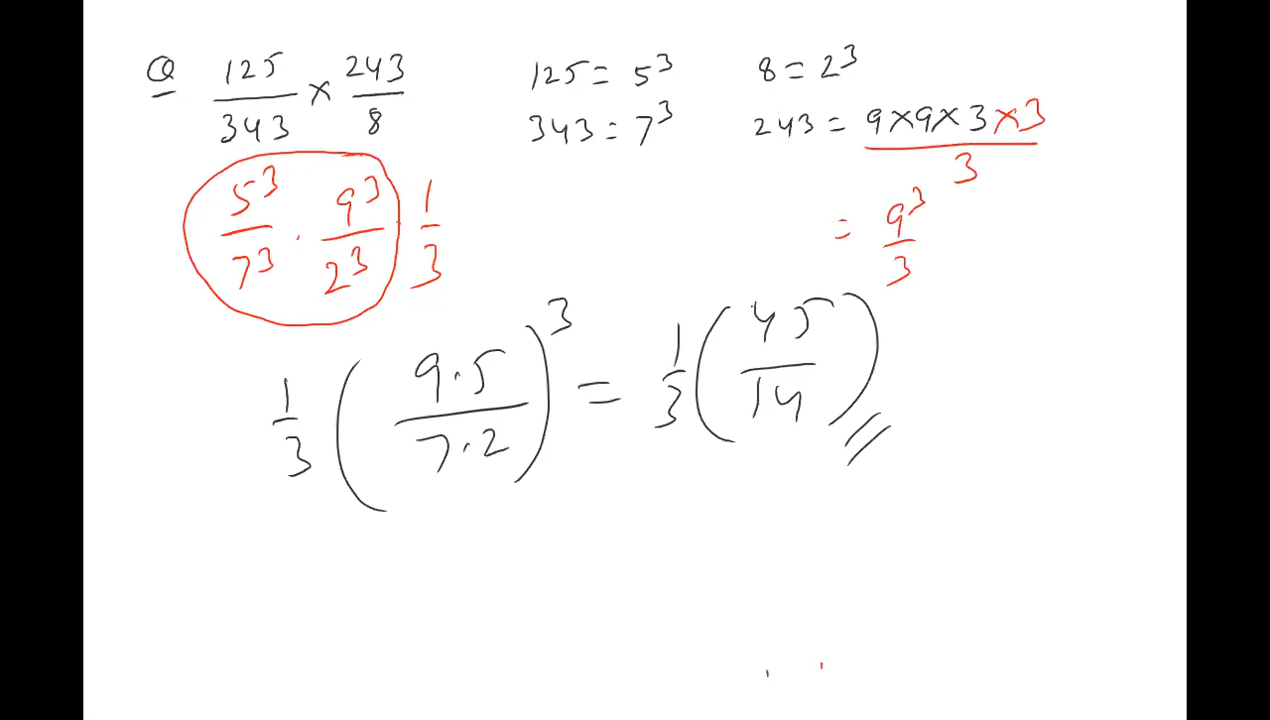 Q 125/343 × 243/8
125 = 5³
343 = 7³
8 = 2³
243 = 9×9×3×3/3
= 9³/3
5³/7³ · 9³/2³ 1/3
1/3 (9·5/7·2)³ = 1/3 (45/14)